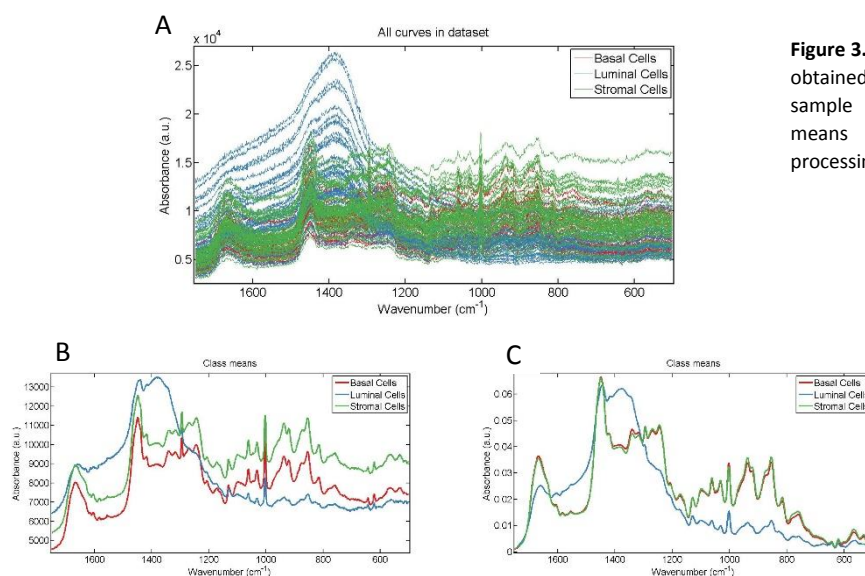 A
All curves in dataset
x 10⁴
2.5
2
1.5
1
0.5
Absorbance (a.u.)
Basal Cells
Luminal Cells
Stromal Cells
1600 1400 1200 1000 800 600
Wavenumber (cm⁻¹)
Figure 3.
obtained
sample
means
processin
B
Class means
13000
12000
11000
10000
9000
8000
7000
6000
5000
Absorbance (a.u.)
Basal Cells
Luminal Cells
Stromal Cells
1600 1400 1200 1000 800 600
Wavenumber (cm⁻¹)
C
Class means
0.06
0.05
0.04
0.03
0.02
0.01
0
Absorbance (a.u.)
Basal Cells
Luminal Cells
Stromal Cells
1600 1400 1200 1000 800 600
Wavenumber (cm⁻¹)